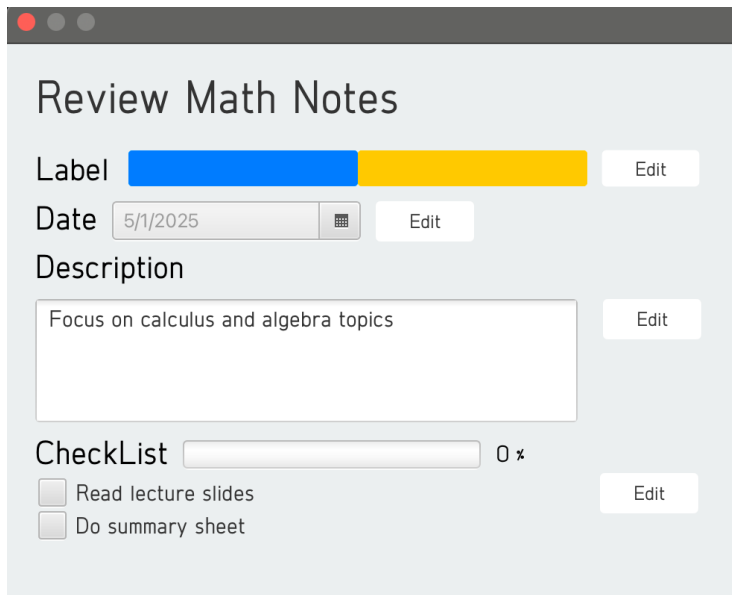 Review Math Notes
Label Edit
Date 5/1/2025 Edit
Description
Focus on calculus and algebra topics Edit
CheckList 0 %
Read lecture slides Edit
Do summary sheet